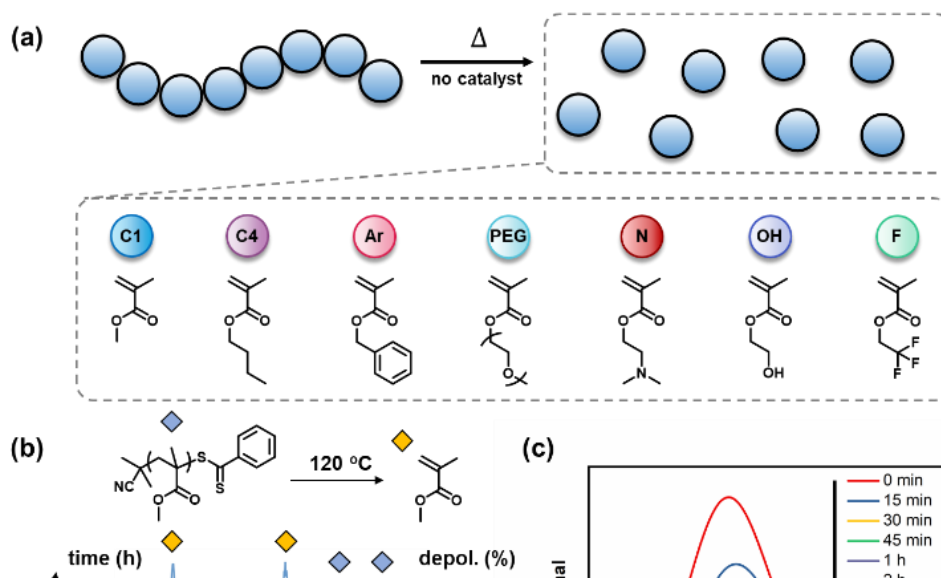 (a)
Δ
no catalyst
C1 C4 Ar PEG N OH F
O O O O O O O
O O O O O O O
O N OH F F F
(b) (c)
S
120 °C
NC S
O O
O O
time (h) depol. (%)
0 min
15 min
30 min
45 min
1 h